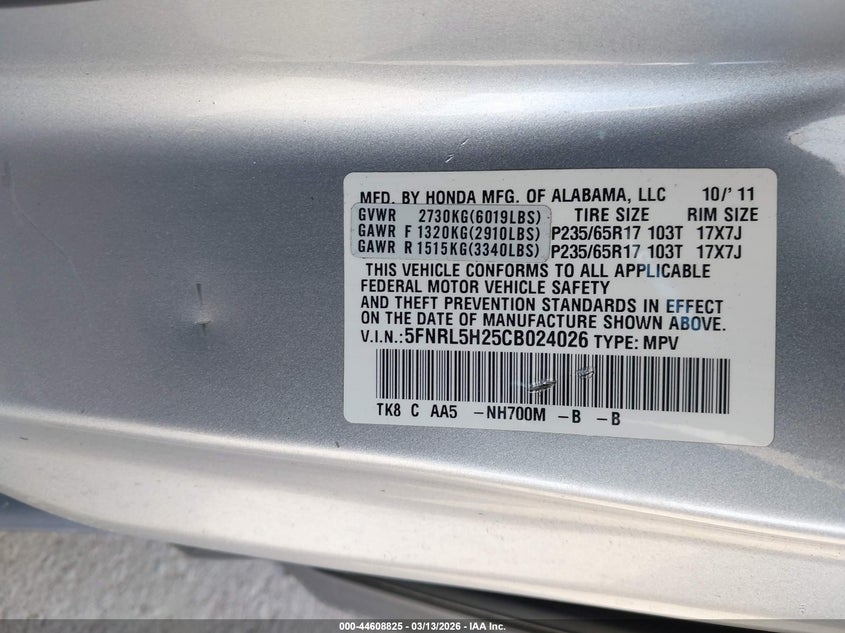 MFD. BY HONDA MFG. OF ALABAMA, LLC 10/'11
GVWR 2730KG(6019LBS) TIRE SIZE RIM SIZE
GAWR F 1320KG(2910LBS) P235/65R17 103T 17X7J
GAWR R 1515KG(3340LBS) P235/65R17 103T 17X7J
THIS VEHICLE CONFORMS TO ALL APPLICABLE
FEDERAL MOTOR VEHICLE SAFETY
AND THEFT PREVENTION STANDARDS IN EFFECT
ON THE DATE OF MANUFACTURE SHOWN ABOVE.
V.I.N.: 5FNRL5H25CB024026 TYPE: MPV
TK8 C AA5 -NH700M -B -B
000-44608825 / 03/13/2026 - IAA Inc.